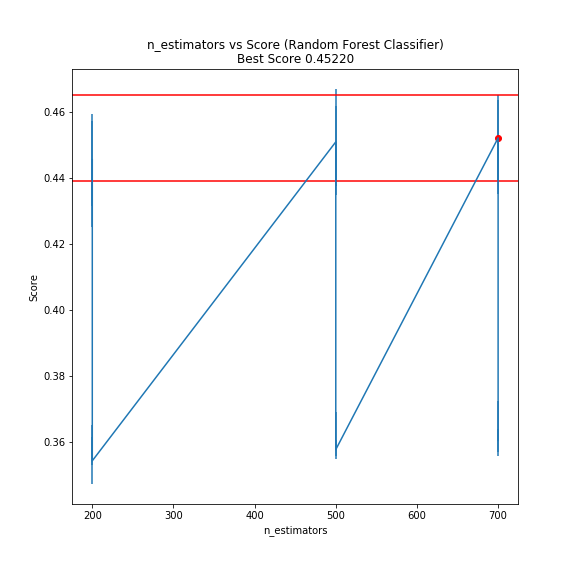 n_estimators vs Score (Random Forest Classifier)
Best Score 0.45220
0.46
0.44
0.42
0.40
0.38
0.36
Score
200 300 400 500 600 700
n_estimators